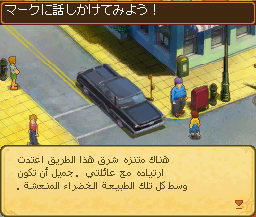 マークに話しかけてみよう！
هناك متنزه شرق هذا الطريق اعتدت
ارتياده مع عائلتي . جميل أن تكون
وسط كل تلك الطبيعة الخضراء المنعشة .